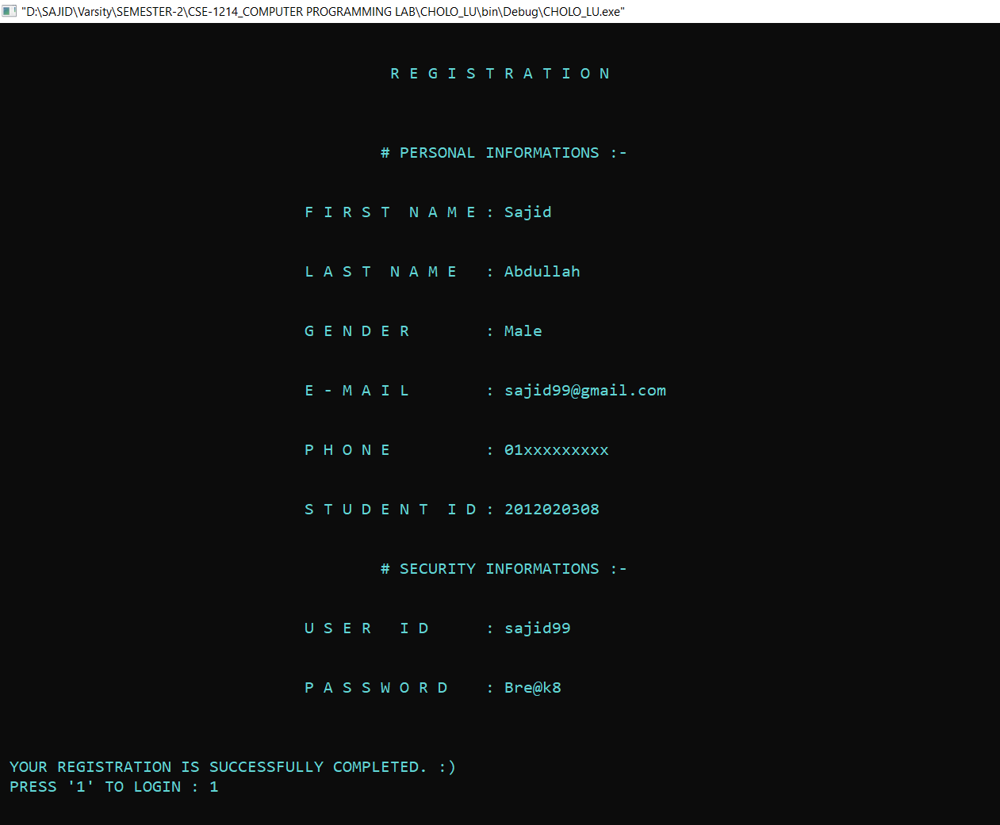 "D:\SAJID\Varsity\SEMESTER-2\CSE-1214_COMPUTER PROGRAMMING LAB\CHOLO_LU\bin\Debug\CHOLO_LU.exe"
R E G I S T R A T I O N
# PERSONAL INFORMATIONS :-
F I R S T  N A M E : Sajid
L A S T  N A M E   : Abdullah
G E N D E R        : Male
E - M A I L        : sajid99@gmail.com
P H O N E          : 01xxxxxxxxx
S T U D E N T  I D : 2012020308
# SECURITY INFORMATIONS :-
U S E R   I D      : sajid99
P A S S W O R D    : Bre@k8
YOUR REGISTRATION IS SUCCESSFULLY COMPLETED. :)
PRESS '1' TO LOGIN : 1